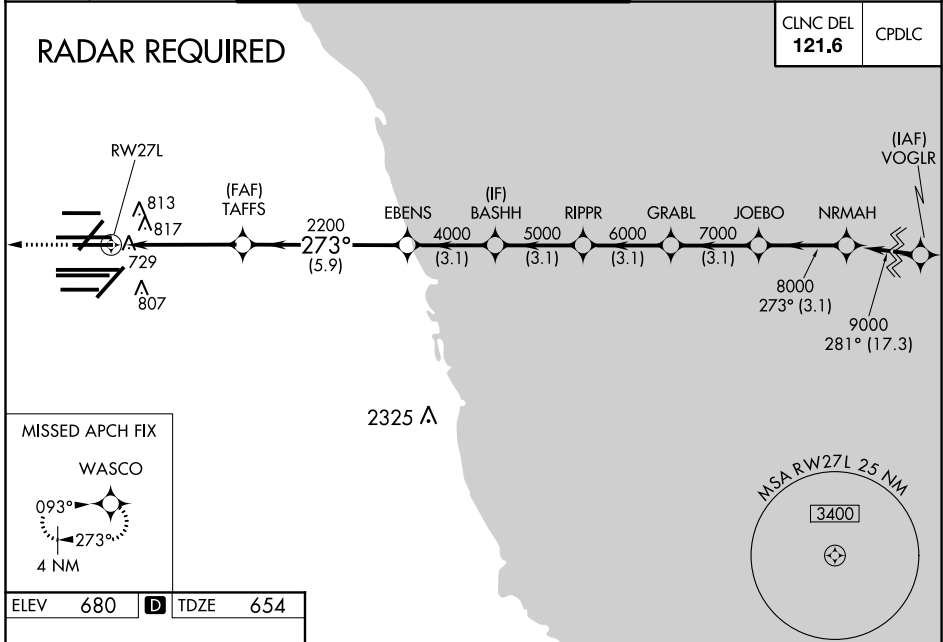 RADAR REQUIRED
CLNC DEL
121.6
CPDLC
RW27L
813
817
729
807
(FAF)
TAFFS
2200
273°
(5.9)
EBENS
4000
(3.1)
(IF)
BASHH
5000
(3.1)
RIPPR
6000
(3.1)
GRABL
7000
(3.1)
JOEBO
8000
273° (3.1)
NRMAH
9000
281° (17.3)
(IAF)
VOGLR
2325
MISSED APCH FIX
WASCO
093°
273°
4 NM
MSA RW27L 25 NM
3400
ELEV 680 D TDZE 654